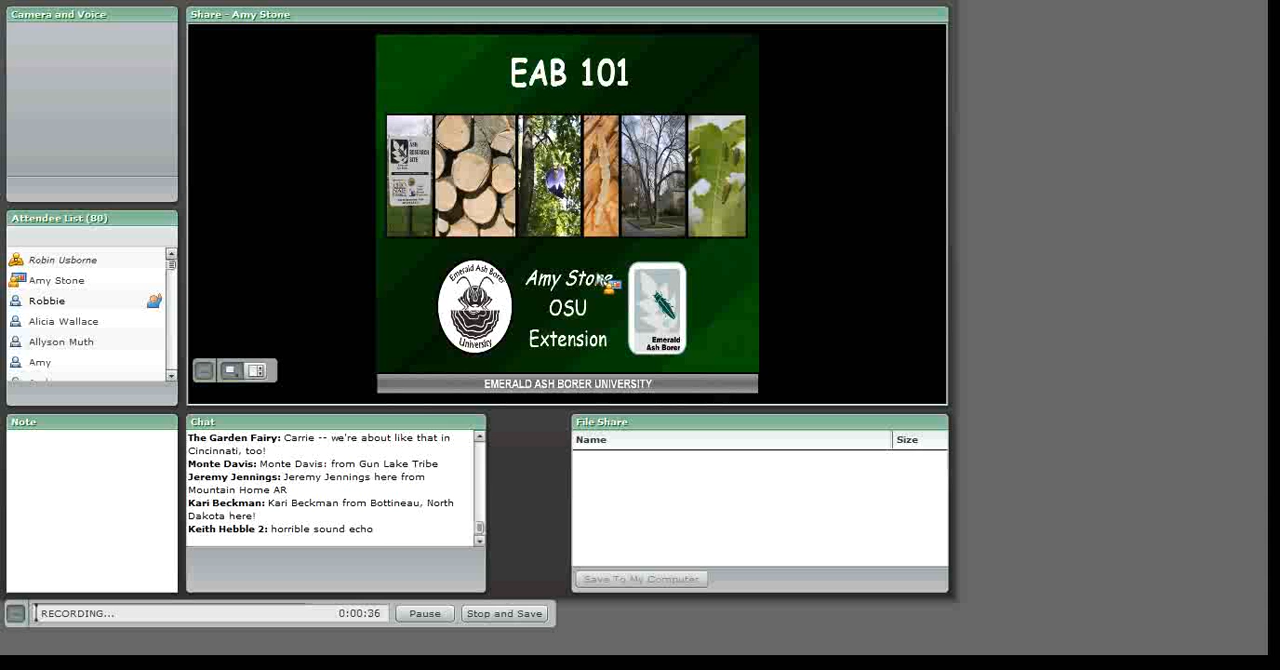 Camera and Voice
Share - Amy Stone
EAB 101
ASH
RESEARCH
SITE
Emerald Ash Borer
University
Amy Stone
OSU
Extension
Emerald
Ash Borer
EMERALD ASH BORER UNIVERSITY
Attendee List (80)
Robin Usborne
Amy Stone
Robbie
Alicia Wallace
Allyson Muth
Amy
Note
Chat
The Garden Fairy: Carrie -- we're about like that in
Cincinnati, too!
Monte Davis: Monte Davis: from Gun Lake Tribe
Jeremy Jennings: Jeremy Jennings here from
Mountain Home AR
Kari Beckman: Kari Beckman from Bottineau, North
Dakota here!
Keith Hebble 2: horrible sound echo
File Share
Name Size
Save To My Computer
RECORDING... 0:00:36 Pause Stop and Save